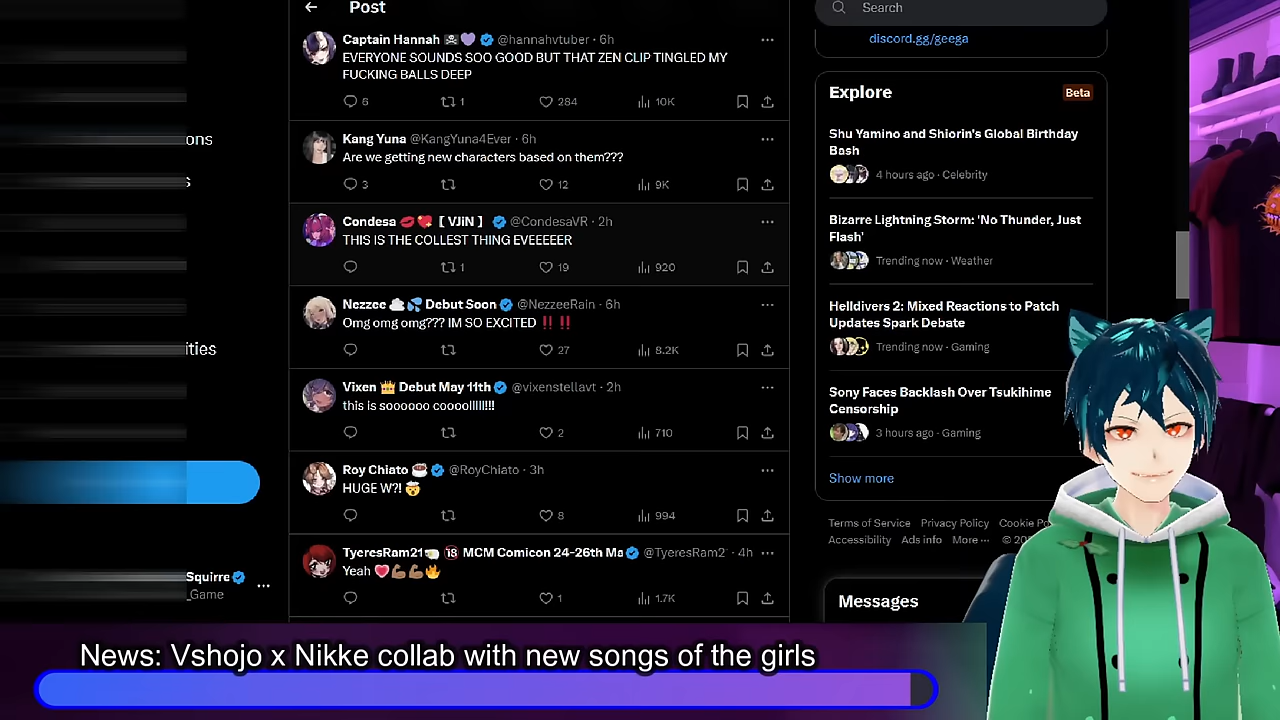 ons
s
ities
Squirre
_Game
Post
Captain Hannah ☠️💜 @hannahvtuber · 6h
EVERYONE SOUNDS SOO GOOD BUT THAT ZEN CLIP TINGLED MY
FUCKING BALLS DEEP
6 1 284 10K
Kang Yuna @KangYuna4Ever · 6h
Are we getting new characters based on them???
3 12 9K
Condesa 💋💖 [ VJiN ] @CondesaVR · 2h
THIS IS THE COLLEST THING EVEEEEER
1 19 920
Nezzee ☁️💦 Debut Soon @NezzeeRain · 6h
Omg omg omg??? IM SO EXCITED ‼️ ‼️
27 8.2K
Vixen 👑 Debut May 11th @vixenstellavt · 2h
this is soooooo cooollllll!!!
2 710
Roy Chiato ☕ @RoyChiato · 3h
HUGE W?! 🤯
8 994
TyeresRam21 🔞 MCM Comicon 24-26th Ma @TyeresRam2 · 4h
Yeah ❤️💪🏾💪🏾🔥
1 1.7K
Search
discord.gg/geega
Explore
Beta
Shu Yamino and Shiorin's Global Birthday
Bash
4 hours ago · Celebrity
Bizarre Lightning Storm: 'No Thunder, Just
Flash'
Trending now · Weather
Helldivers 2: Mixed Reactions to Patch
Updates Spark Debate
Trending now · Gaming
Sony Faces Backlash Over Tsukihime
Censorship
3 hours ago · Gaming
Show more
Terms of Service Privacy Policy Cookie Po
Accessibility Ads info More ··· © 20
Messages
News: Vshojo x Nikke collab with new songs of the girls